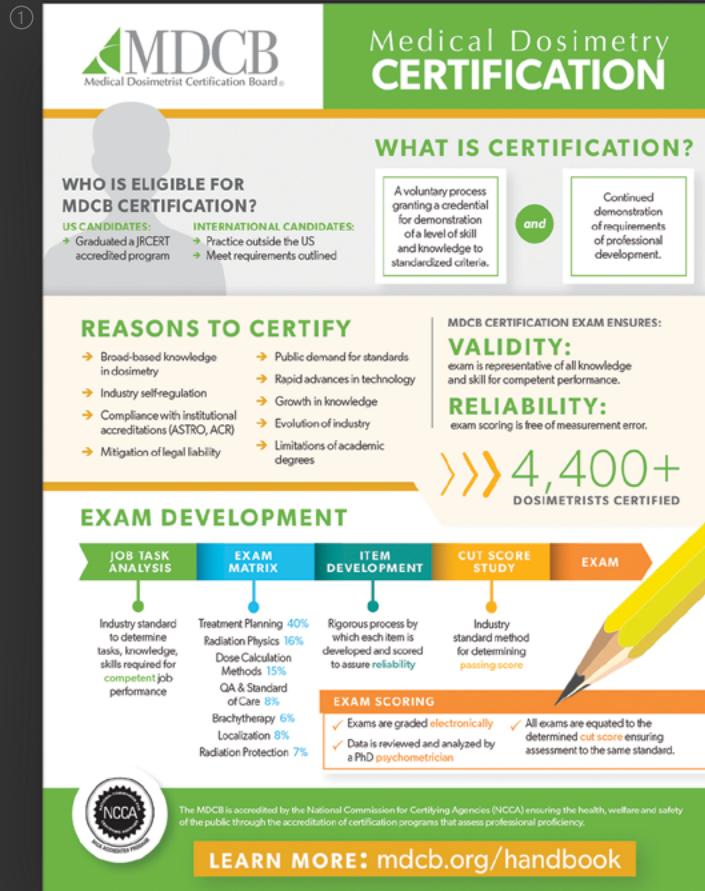 1
MDCB
Medical Dosimetrist Certification Board®
Medical Dosimetry
CERTIFICATION
WHO IS ELIGIBLE FOR
MDCB CERTIFICATION?
US CANDIDATES:
→ Graduated a JRCERT
accredited program
INTERNATIONAL CANDIDATES:
→ Practice outside the US
→ Meet requirements outlined
WHAT IS CERTIFICATION?
A voluntary process
granting a credential
for demonstration
of a level of skill
and knowledge to
standardized criteria.
and
Continued
demonstration
of requirements
of professional
development.
REASONS TO CERTIFY
→ Broad-based knowledge
in dosimetry
→ Industry self-regulation
→ Compliance with institutional
accreditations (ASTRO, ACR)
→ Mitigation of legal liability
→ Public demand for standards
→ Rapid advances in technology
→ Growth in knowledge
→ Evolution of industry
→ Limitations of academic
degrees
MDCB CERTIFICATION EXAM ENSURES:
VALIDITY:
exam is representative of all knowledge
and skill for competent performance.
RELIABILITY:
exam scoring is free of measurement error.
4,400+
DOSIMETRISTS CERTIFIED
EXAM DEVELOPMENT
JOB TASK
ANALYSIS
Industry standard
to determine
tasks, knowledge,
skills required for
competent job
performance
EXAM
MATRIX
Treatment Planning 40%
Radiation Physics 16%
Dose Calculation
Methods 15%
QA & Standard
of Care 8%
Brachytherapy 6%
Localization 8%
Radiation Protection 7%
ITEM
DEVELOPMENT
Rigorous process by
which each item is
developed and scored
to assure reliability
CUT SCORE
STUDY
Industry
standard method
for determining
passing score
EXAM
EXAM SCORING
✓ Exams are graded electronically
✓ Data is reviewed and analyzed by
a PhD psychometrician
✓ All exams are equated to the
determined cut score ensuring
assessment to the same standard.
NCCA
The MDCB is accredited by the National Commission for Certifying Agencies (NCCA) ensuring the health, welfare and safety
of the public through the accreditation of certification programs that assess professional proficiency.
LEARN MORE: mdcb.org/handbook